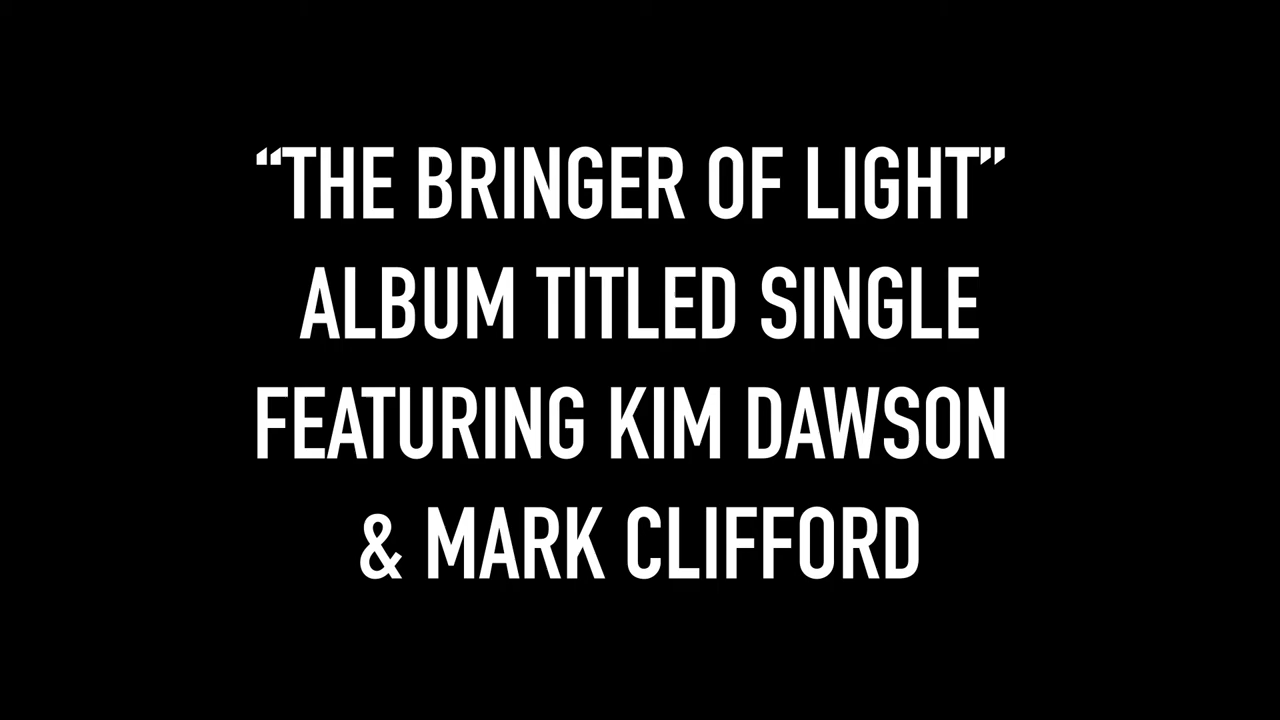 “THE BRINGER OF LIGHT”
ALBUM TITLED SINGLE
FEATURING KIM DAWSON
& MARK CLIFFORD